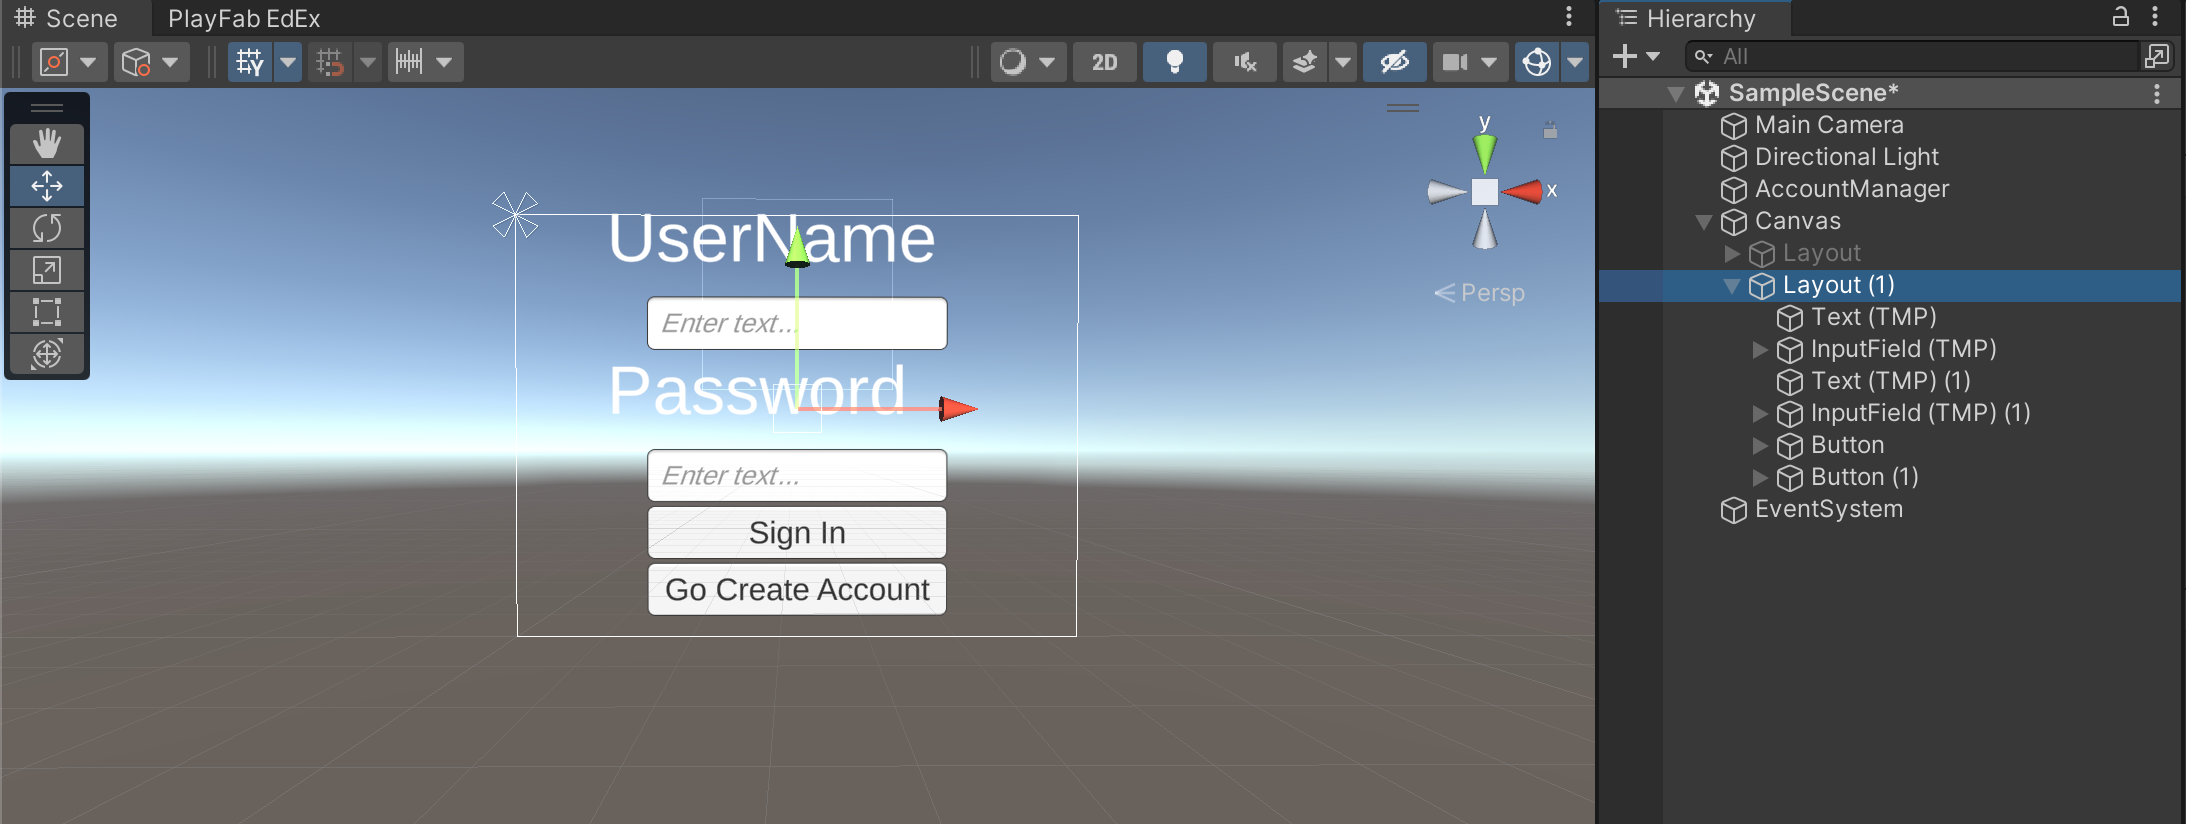 Scene
PlayFab EdEx
2D
y
x
Persp
UserName
Enter text...
Password
Enter text...
Sign In
Go Create Account
Hierarchy
All
SampleScene*
Main Camera
Directional Light
AccountManager
Canvas
Layout
Layout (1)
Text (TMP)
InputField (TMP)
Text (TMP) (1)
InputField (TMP) (1)
Button
Button (1)
EventSystem